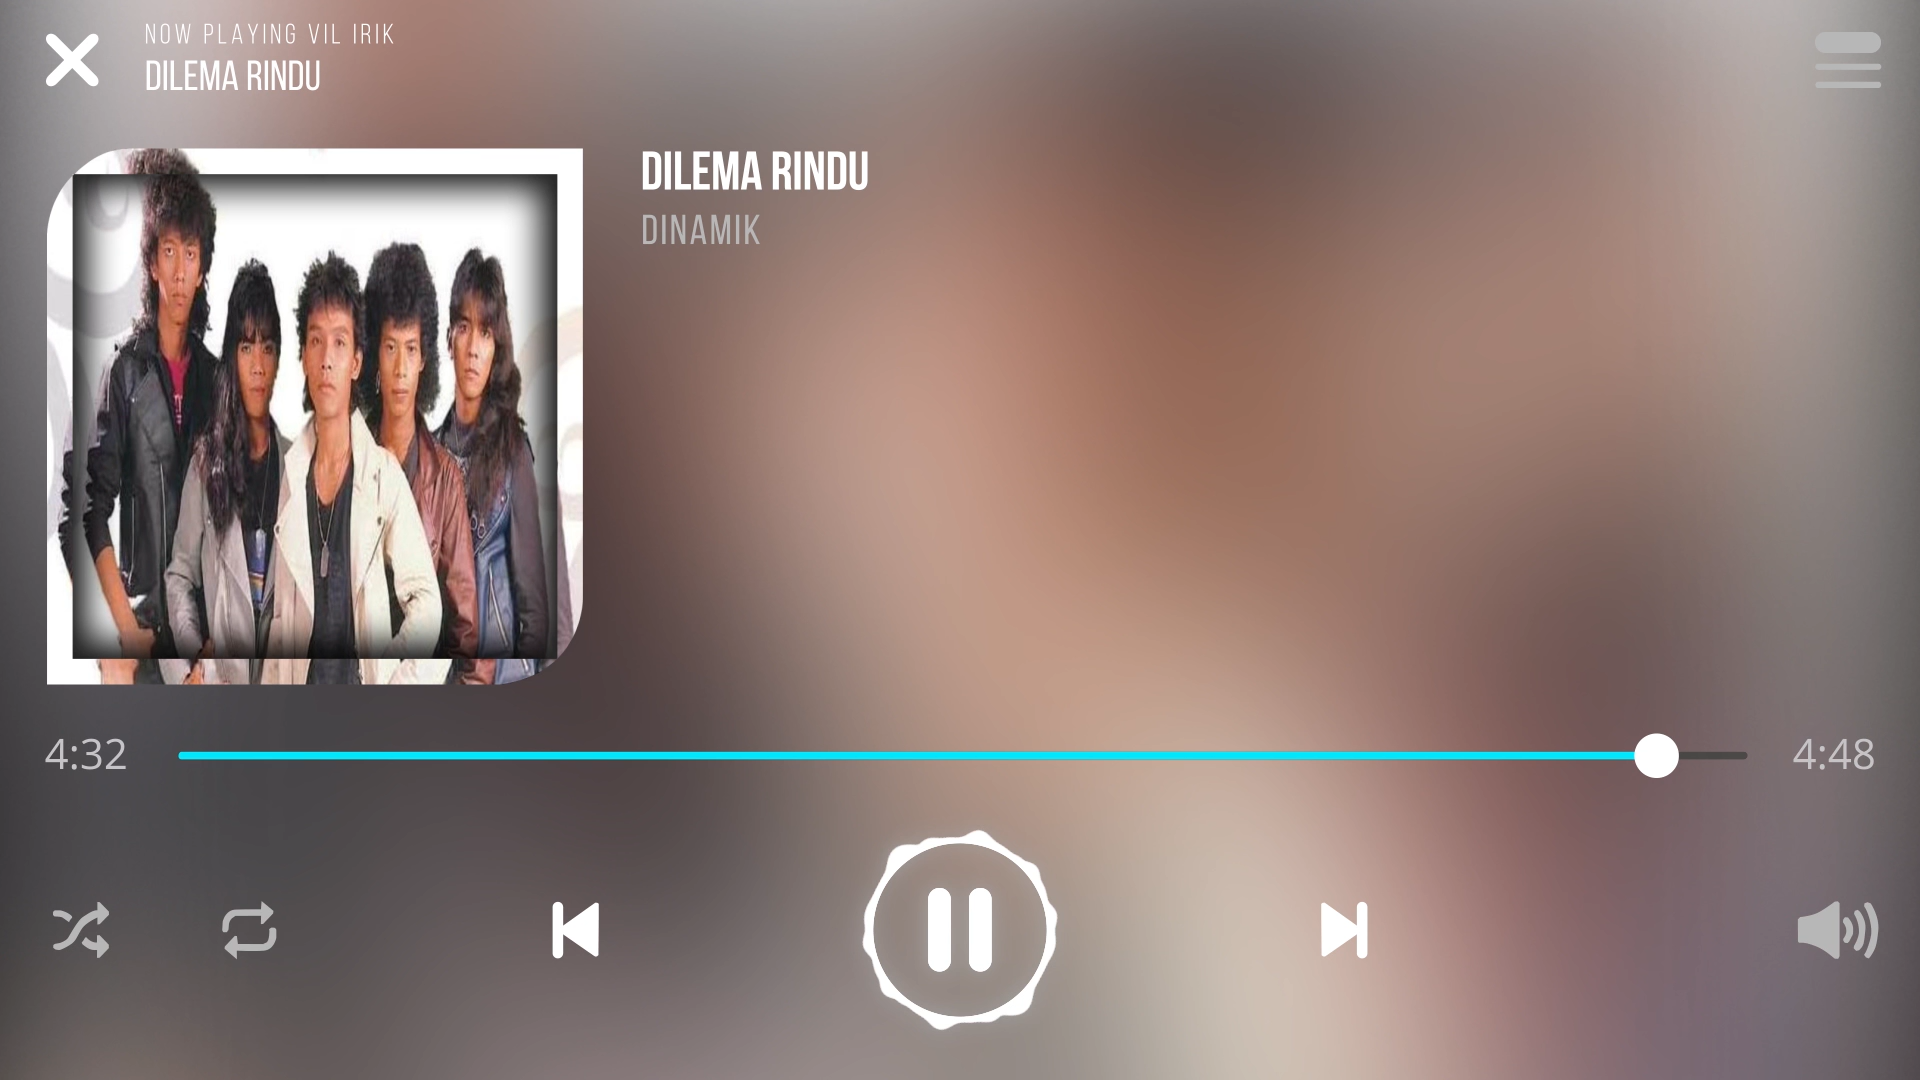 NOW PLAYING VIL IRIK
DILEMA RINDU
DILEMA RINDU
DINAMIK
4:32
4:48